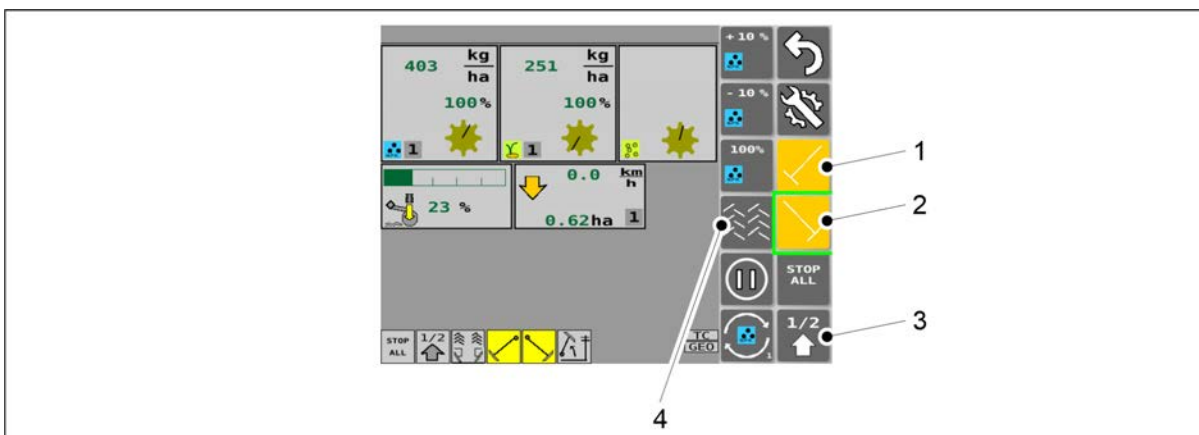 403 kg/ha
100%
1
251 kg/ha
100%
1
23 %
0.0 km/h
0.62ha 1
STOP ALL
1/2
TC
GEO
+10 %
- 10 %
100%
STOP
ALL
1
1/2
1
2
3
4